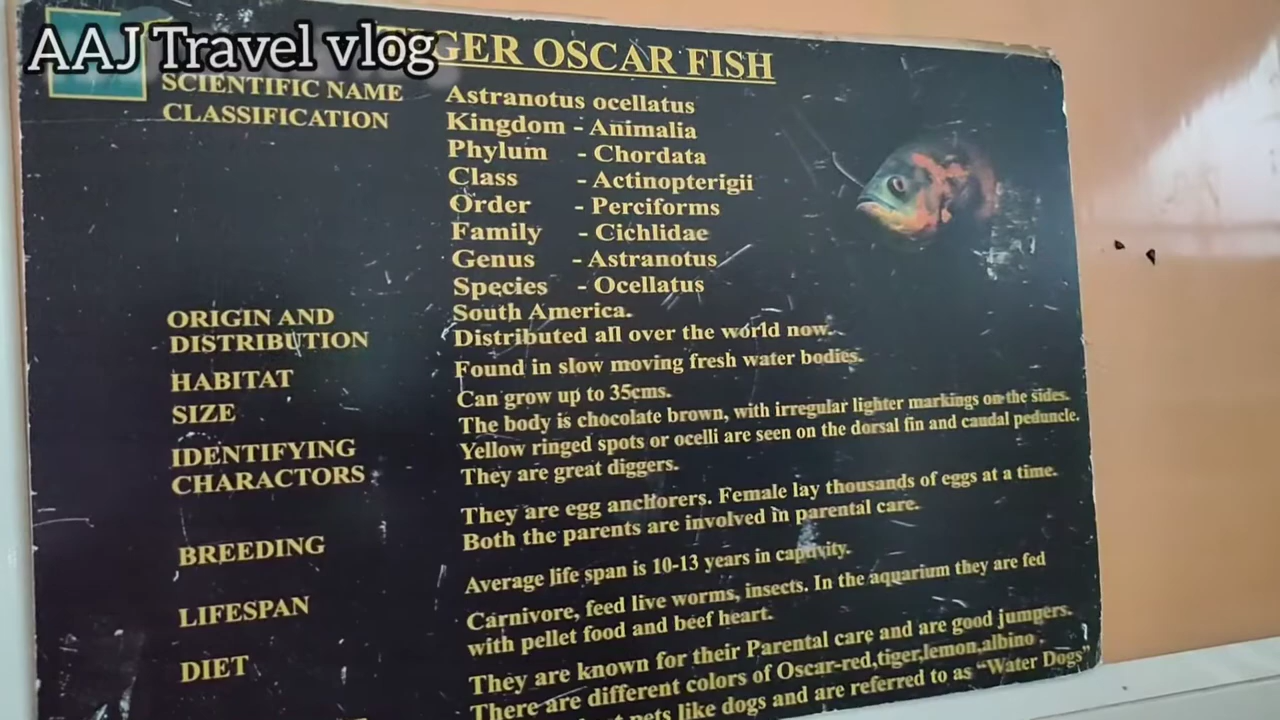 AAJ Travel vlog
TIGER OSCAR FISH
SCIENTIFIC NAME Astranotus ocellatus
CLASSIFICATION Kingdom - Animalia
Phylum - Chordata
Class - Actinopterigii
Order - Perciforms
Family - Cichlidae
Genus - Astranotus
Species - Ocellatus
ORIGIN AND South America.
DISTRIBUTION Distributed all over the world now.
HABITAT Found in slow moving fresh water bodies.
SIZE Can grow up to 35cms.
The body is chocolate brown, with irregular lighter markings on the sides.
IDENTIFYING Yellow ringed spots or ocelli are seen on the dorsal fin and caudal peduncle.
CHARACTORS They are great diggers.
They are egg anchorers. Female lay thousands of eggs at a time.
BREEDING Both the parents are involved in parental care.
LIFESPAN Average life span is 10-13 years in captivity.
Carnivore, feed live worms, insects. In the aquarium they are fed
DIET with pellet food and beef heart.
They are known for their Parental care and are good jumpers.
There are different colors of Oscar-red,tiger,lemon,albino
pets like dogs and are referred to as “Water Dogs”